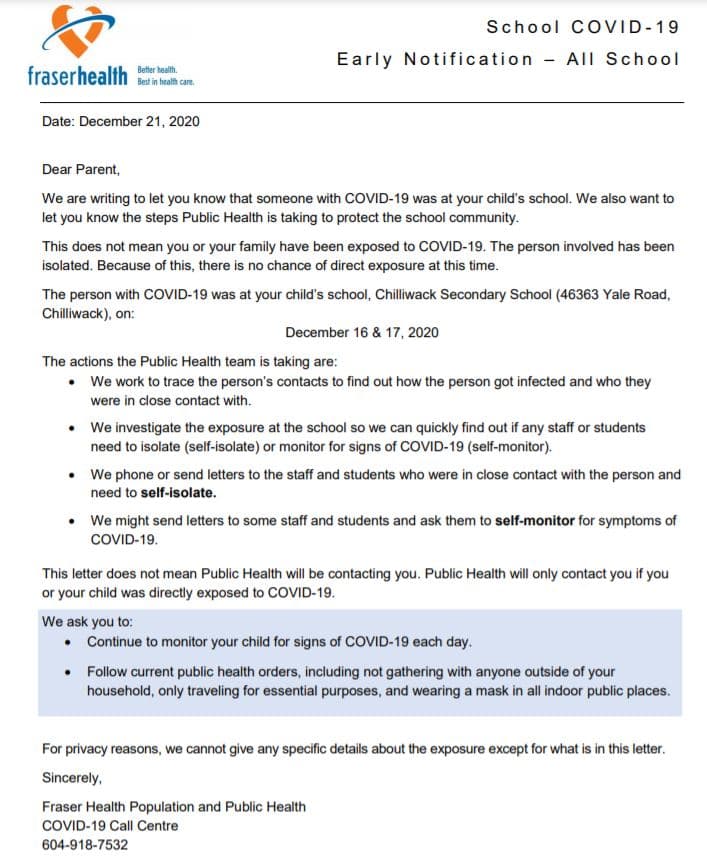 School COVID-19
Early Notification – All School
fraserhealth
Better health.
Best in health care.
Date: December 21, 2020
Dear Parent,
We are writing to let you know that someone with COVID-19 was at your child's school. We also want to
let you know the steps Public Health is taking to protect the school community.
This does not mean you or your family have been exposed to COVID-19. The person involved has been
isolated. Because of this, there is no chance of direct exposure at this time.
The person with COVID-19 was at your child's school, Chilliwack Secondary School (46363 Yale Road,
Chilliwack), on:
December 16 & 17, 2020
The actions the Public Health team is taking are:
• We work to trace the person's contacts to find out how the person got infected and who they
were in close contact with.
• We investigate the exposure at the school so we can quickly find out if any staff or students
need to isolate (self-isolate) or monitor for signs of COVID-19 (self-monitor).
• We phone or send letters to the staff and students who were in close contact with the person and
need to self-isolate.
• We might send letters to some staff and students and ask them to self-monitor for symptoms of
COVID-19.
This letter does not mean Public Health will be contacting you. Public Health will only contact you if you
or your child was directly exposed to COVID-19.
We ask you to:
• Continue to monitor your child for signs of COVID-19 each day.
• Follow current public health orders, including not gathering with anyone outside of your
household, only traveling for essential purposes, and wearing a mask in all indoor public places.
For privacy reasons, we cannot give any specific details about the exposure except for what is in this letter.
Sincerely,
Fraser Health Population and Public Health
COVID-19 Call Centre
604-918-7532